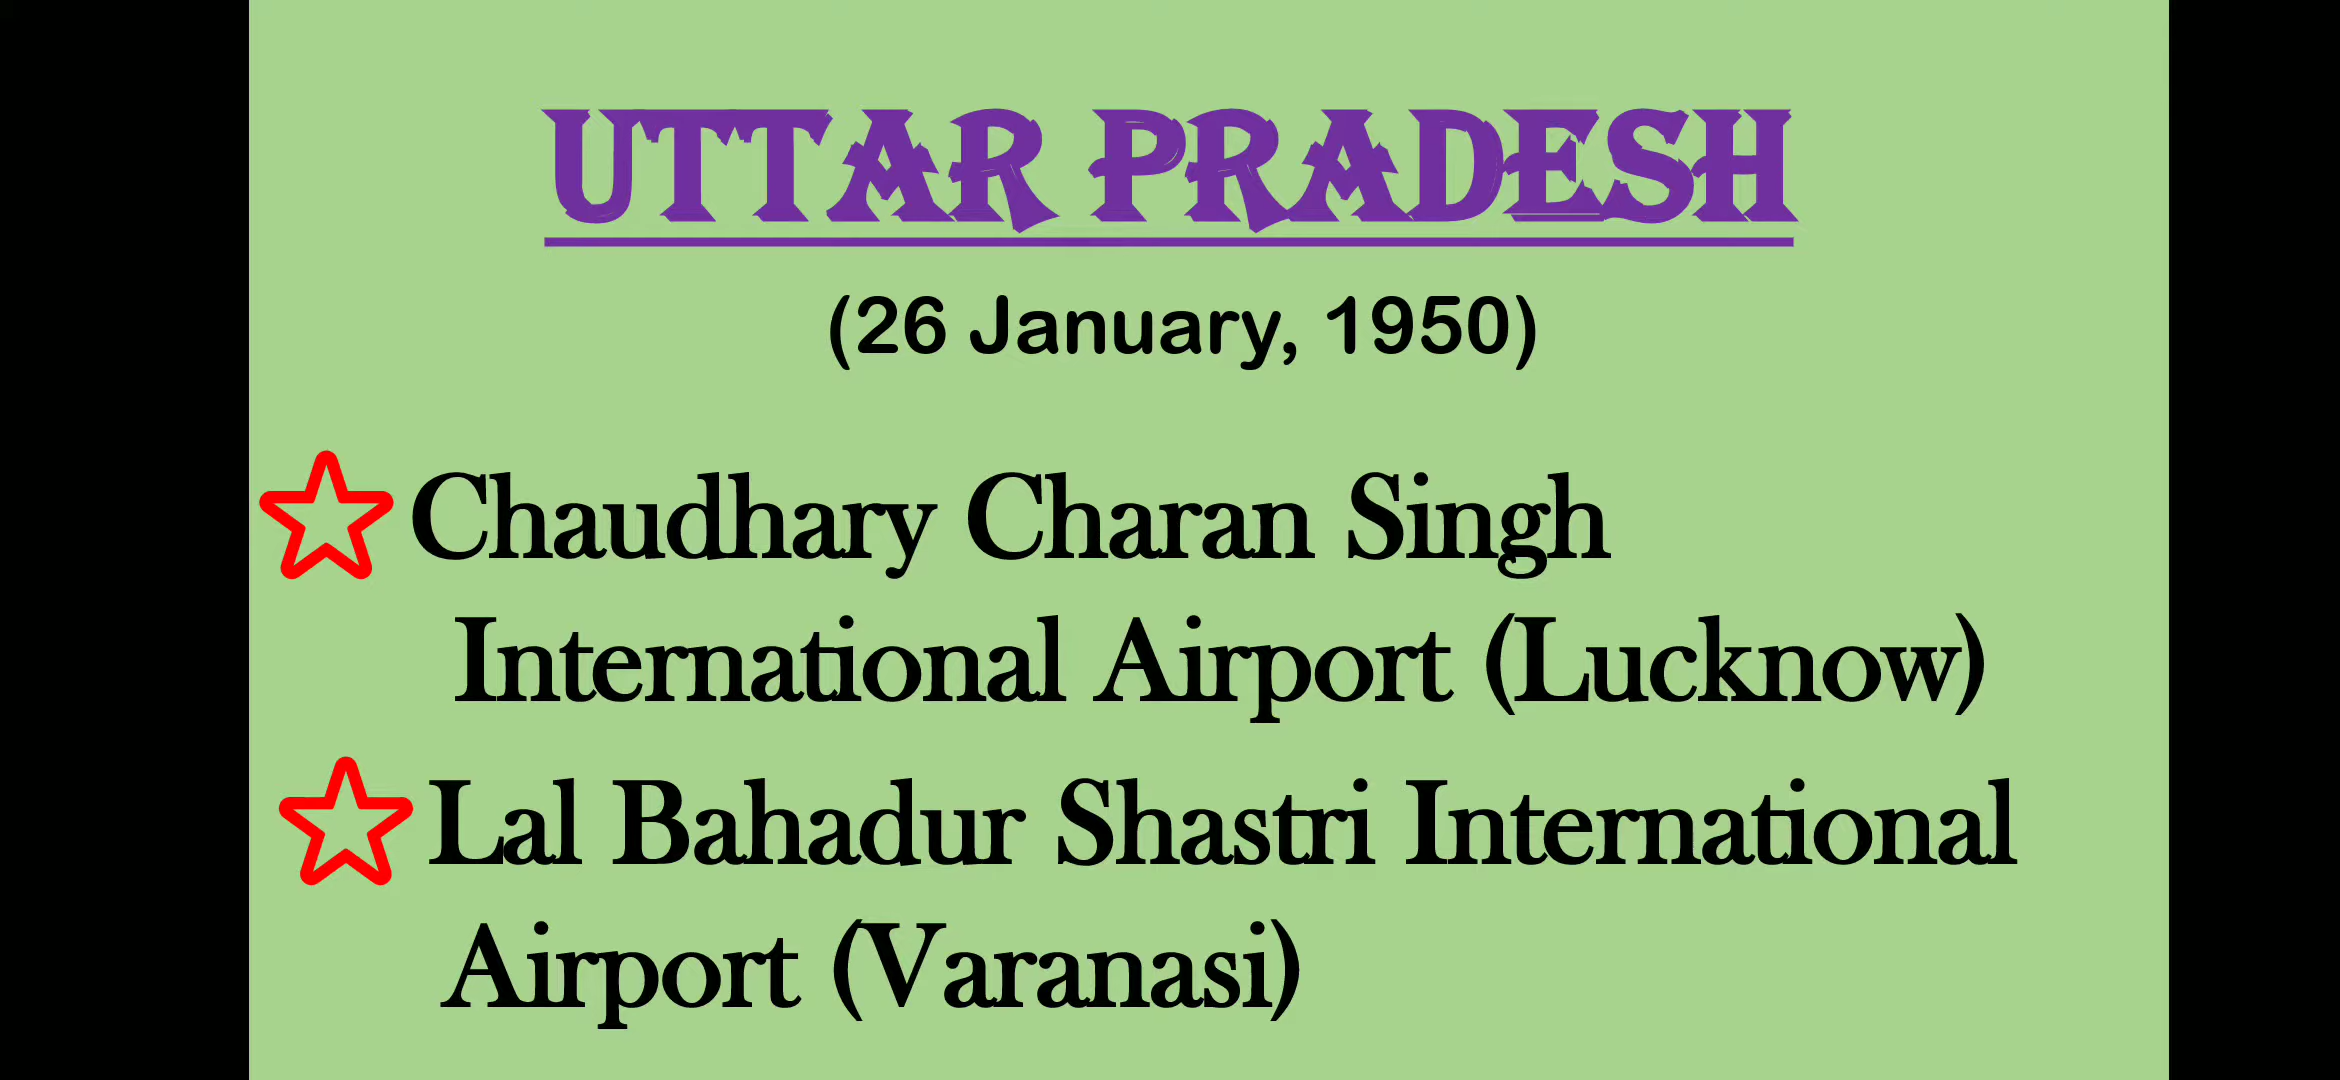 UTTAR PRADESH
(26 January, 1950)
Chaudhary Charan Singh
International Airport (Lucknow)
Lal Bahadur Shastri International
Airport (Varanasi)